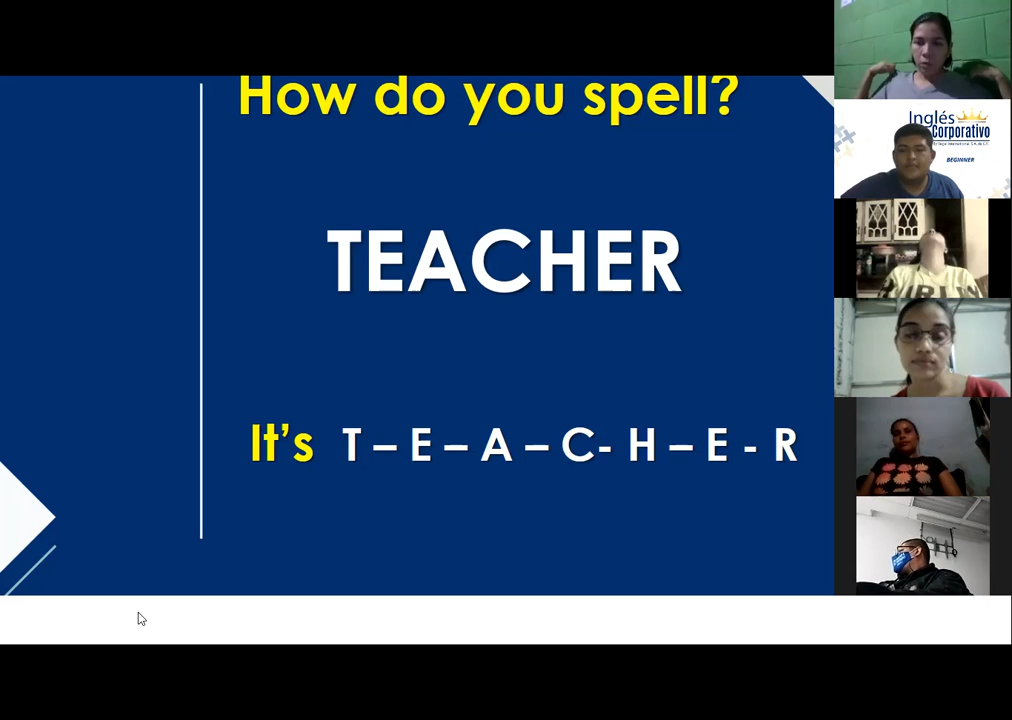 How do you spell?
TEACHER
It's T – E – A – C- H – E - R
Inglés
Corporativo
BEGINNER